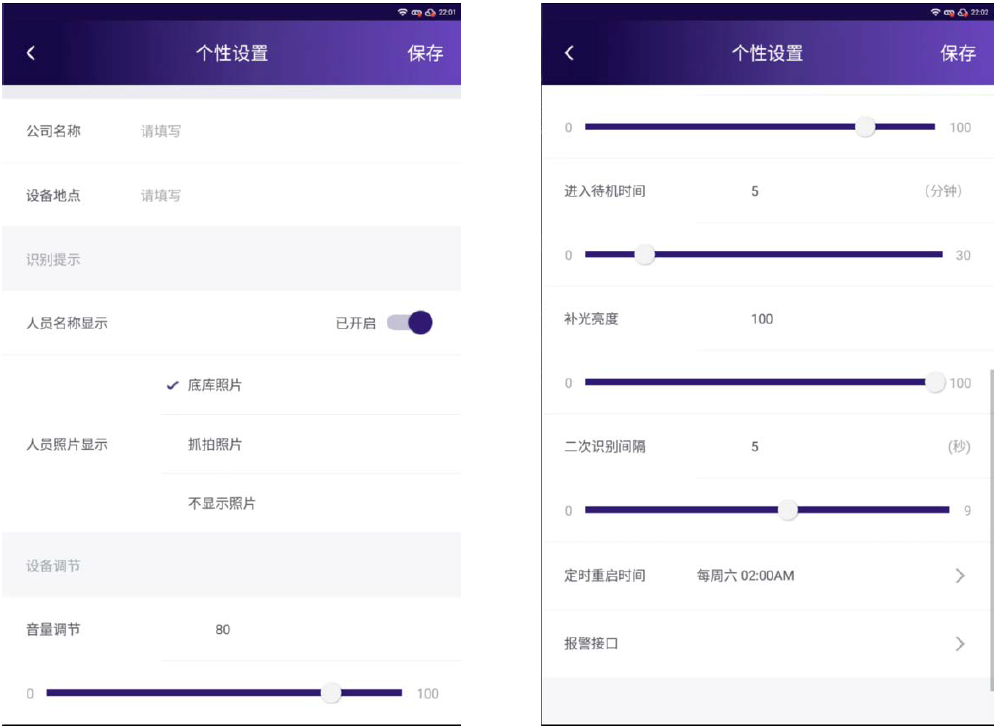 22:01
个性设置 保存
公司名称 请填写
设备地点 请填写
识别提示
人员名称显示 已开启
底库照片
人员照片显示 抓拍照片
不显示照片
设备调节
音量调节 80
0 100
22:02
个性设置 保存
0 100
进入待机时间 5 （分钟）
0 30
补光亮度 100
0 100
二次识别间隔 5 (秒)
0 9
定时重启时间 每周六 02:00AM
报警接口